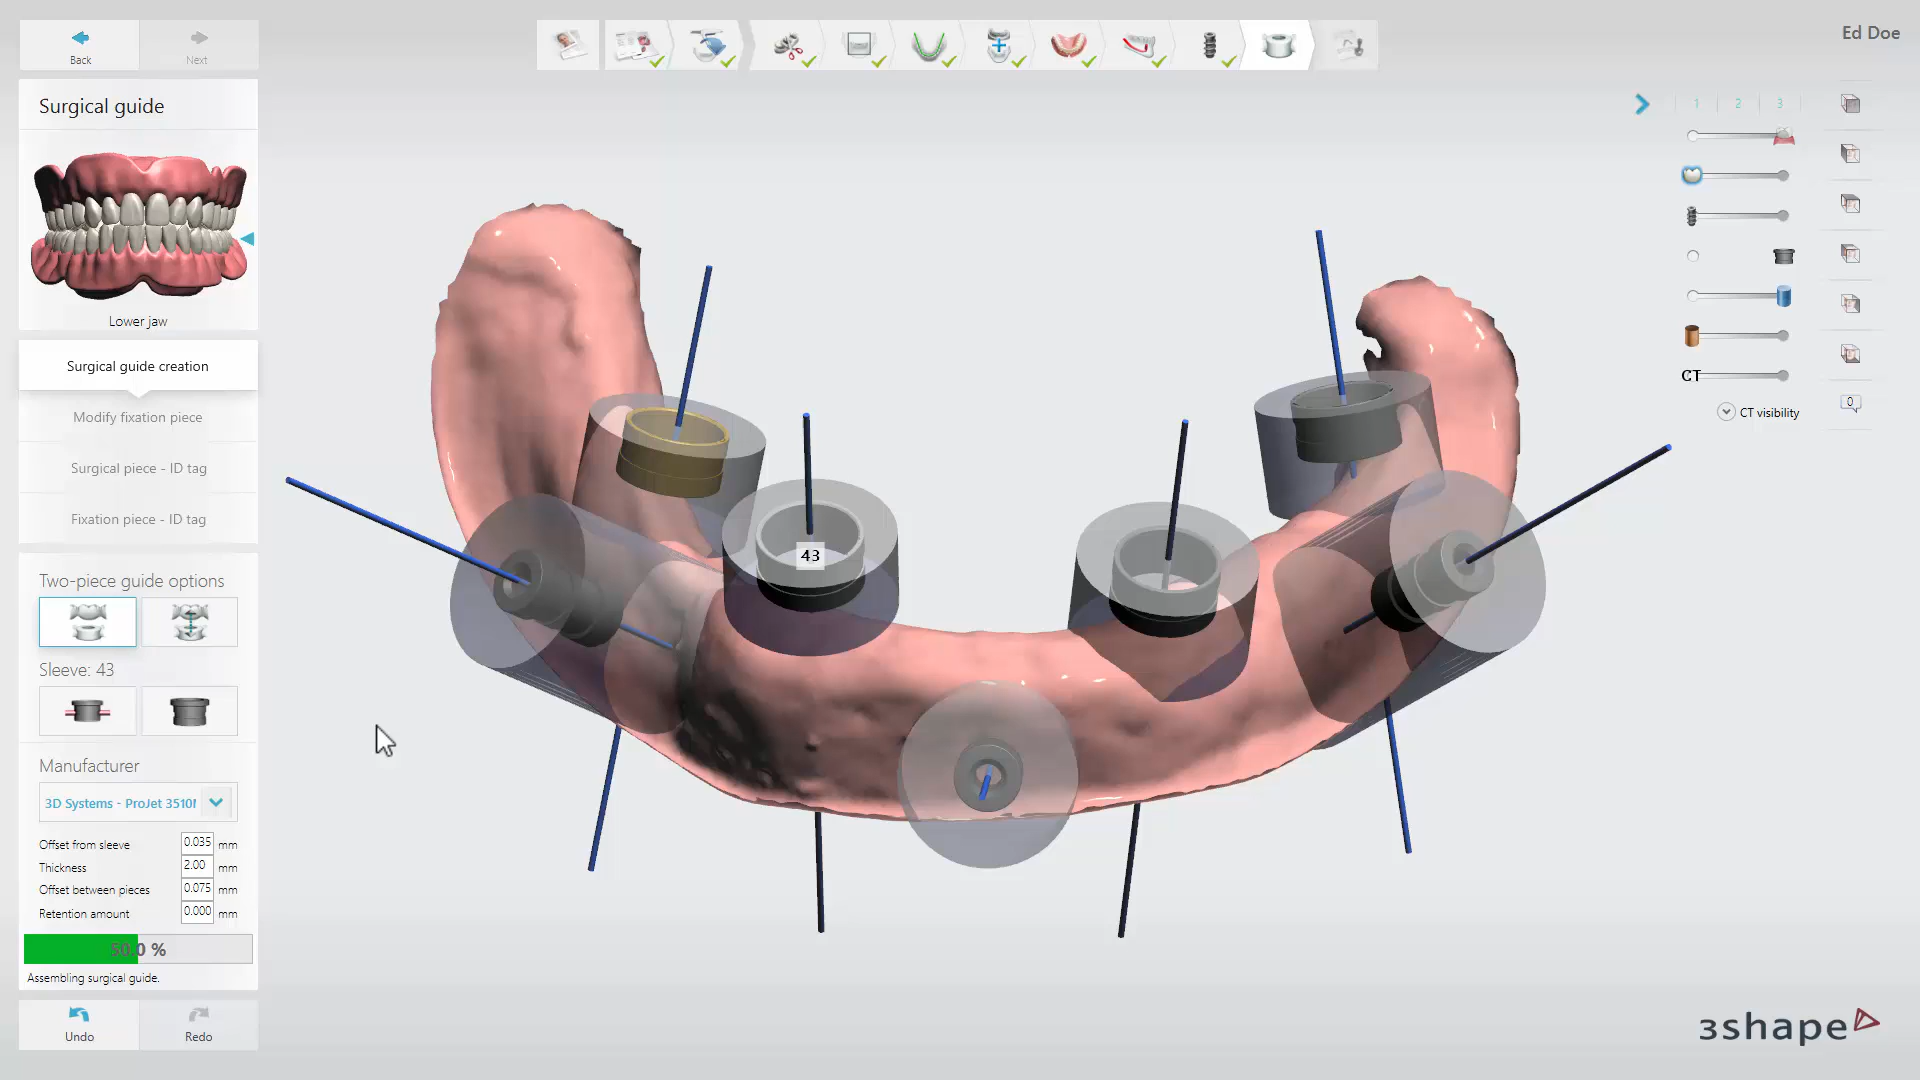 Back
Next
Ed Doe
Surgical guide
1 2 3
Lower jaw
Surgical guide creation
CT
CT visibility
0
Modify fixation piece
Surgical piece - ID tag
Fixation piece - ID tag
43
Two-piece guide options
Sleeve: 43
Manufacturer
3D Systems - ProJet 3510
Offset from sleeve 0.035 mm
Thickness 2.00 mm
Offset between pieces 0.075 mm
Retention amount 0.000 mm
50.0 %
Assembling surgical guide.
Undo
Redo
3shape